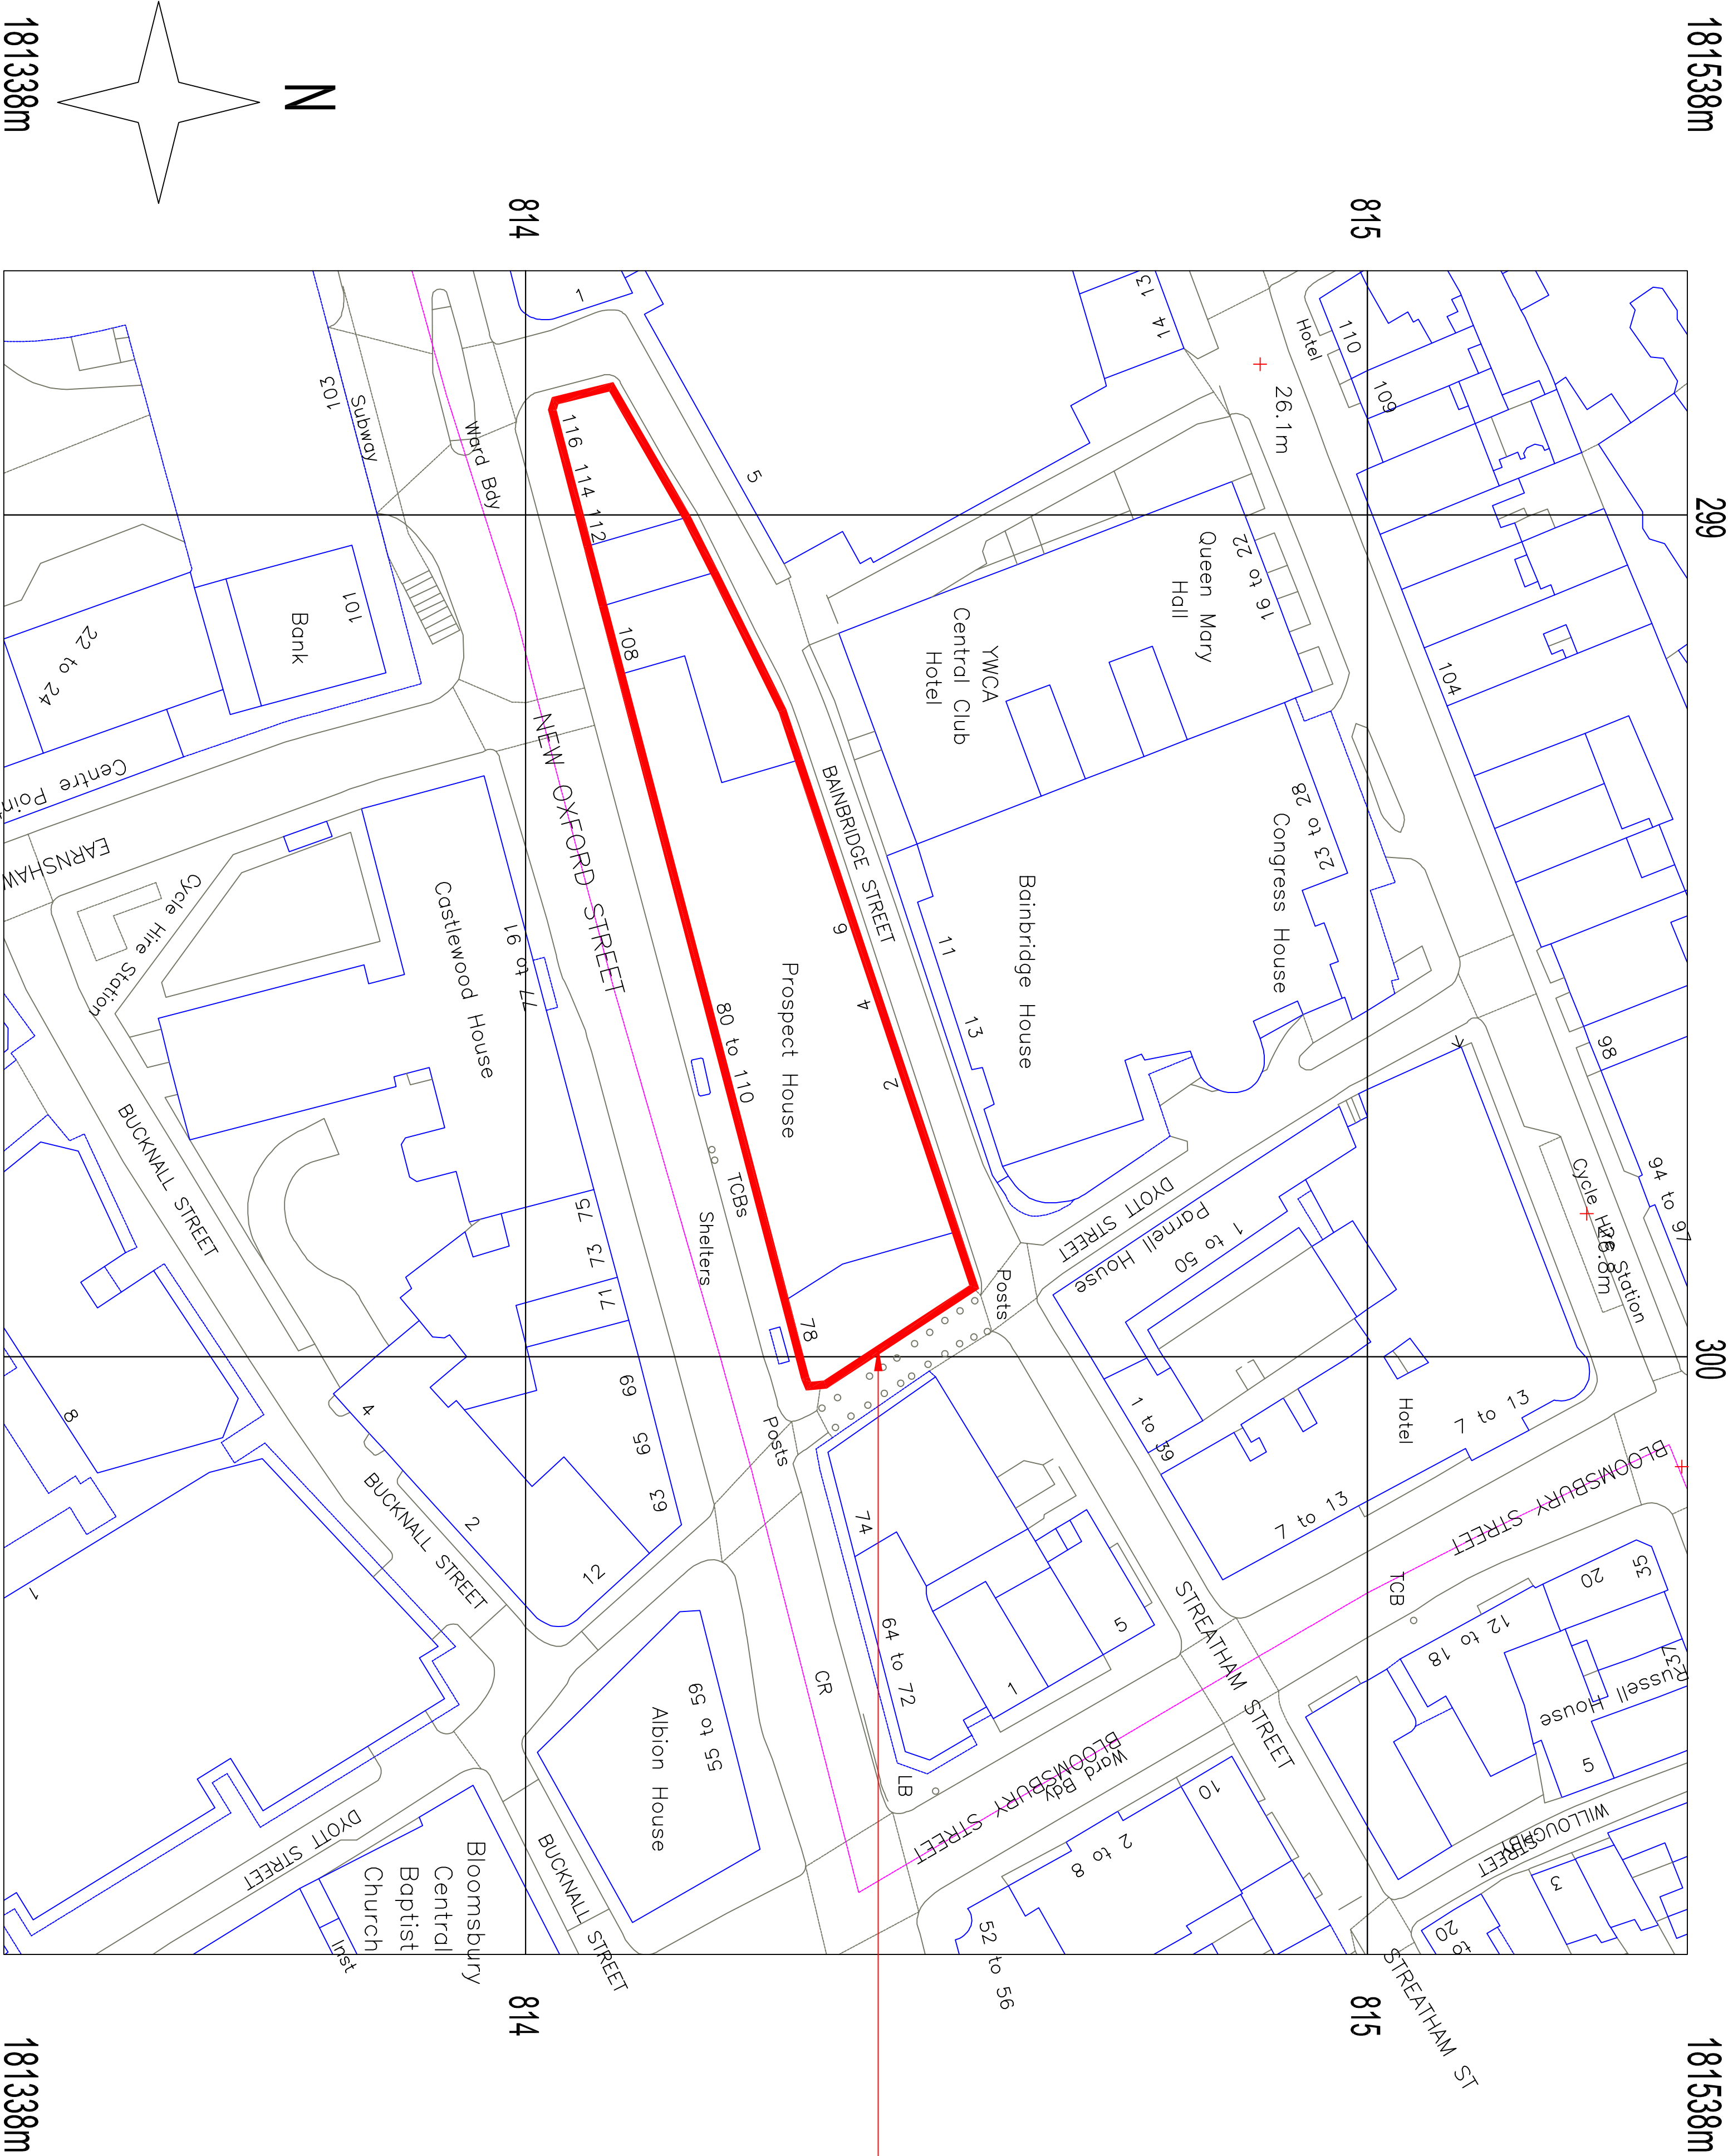 181338m
181538m
N
814
815
299
300
1
13
14
Hotel
110
109
26.1m
103
Subway
Ward Bdy
116
114
112
5
Queen Mary
Hall
16 to 22
YWCA
Central Club
Hotel
101
Bank
22 to 24
108
104
Centre Poin
EARNSHAW
NEW OXFORD STREET
BAINBRIDGE STREET
23 to 28
Congress House
Cycle Hire Station
Castlewood House
77 to 91
9
4
2
11
13
Bainbridge House
Prospect House
80 to 110
98
94 to 97
Cycle Hire Station
26.8m
BUCKNALL STREET
TCBs
Shelters
75
73
71
69
65
63
78
Posts
Posts
DYOTT STREET
Parnell House
1 to 50
1 to 39
Hotel
7 to 13
7 to 13
BLOOMSBURY STREET
8
4
2
12
BUCKNALL STREET
1
74
64 to 72
5
1
STREATHAM STREET
TCB
20
35
12 to 18
37
Russell House
5
CR
LB
55 to 59
Albion House
Ward Bdy
BLOOMSBURY STREET
10
2 to 8
52 to 56
WILLOUGHBY
STREET
3
20 to
STREATHAM ST
DYOTT STREET
BUCKNALL STREET
Bloomsbury
Central
Baptist
Church
Inst
814
815
181338m
181538m